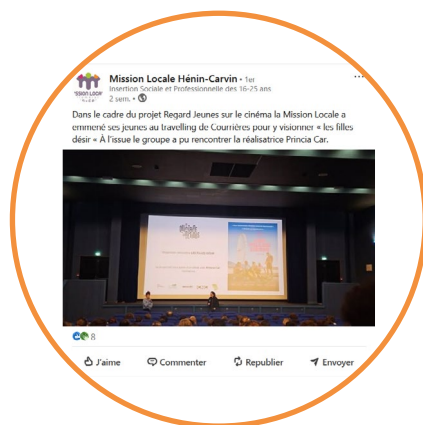 Mission Locale Hénin-Carvin • 1er
Insertion Sociale et Professionnelle des 16-25 ans
2 sem. •
Dans le cadre du projet Regard Jeunes sur le cinéma la Mission Locale a
emmené ses jeunes au travelling de Courrières pour y visionner « les filles
désir « À l'issue le groupe a pu rencontrer la réalisatrice Princia Car.
8
J'aime
Commenter
Republier
Envoyer